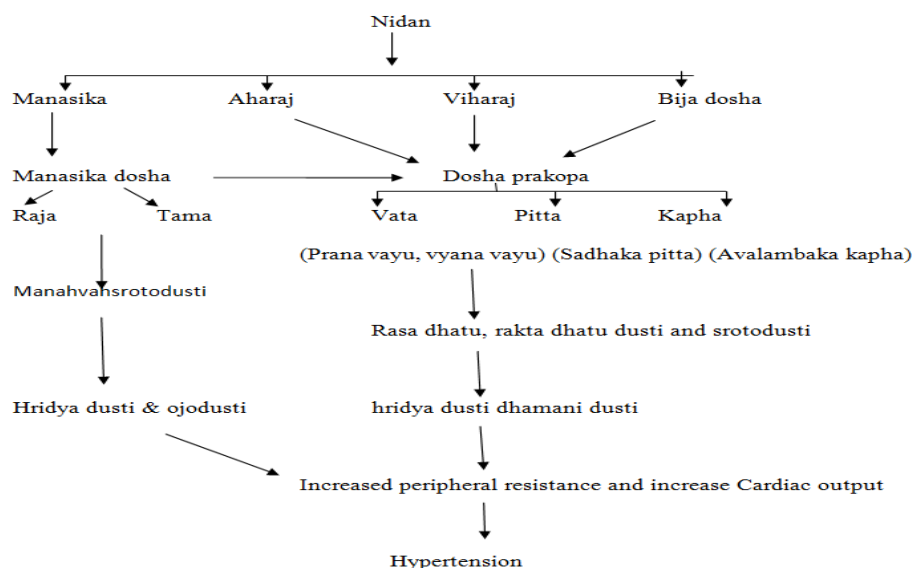 Nidan
Manasika Aharaj Viharaj Bija dosha
Manasika dosha Dosha prakopa
Raja Tama Vata Pitta Kapha
(Prana vayu, vyana vayu) (Sadhaka pitta) (Avalambaka kapha)
Manahvahsrotodusti
Rasa dhatu, rakta dhatu dusti and srotodusti
Hridya dusti & ojodusti hridya dusti dhamani dusti
Increased peripheral resistance and increase Cardiac output
Hypertension